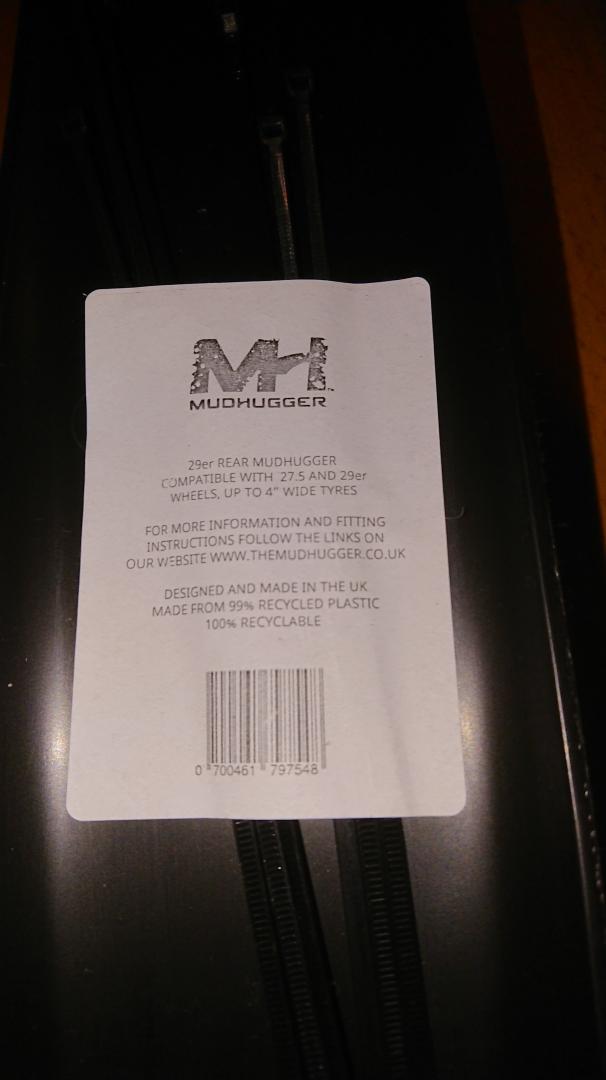 MH
MUDHUGGER
29er REAR MUDHUGGER
COMPATIBLE WITH 27.5 AND 29er
WHEELS, UP TO 4" WIDE TYRES
FOR MORE INFORMATION AND FITTING
INSTRUCTIONS FOLLOW THE LINKS ON
OUR WEBSITE WWW.THEMUDHUGGER.CO.UK
DESIGNED AND MADE IN THE UK
MADE FROM 99% RECYCLED PLASTIC
100% RECYCLABLE
0 700461 797548